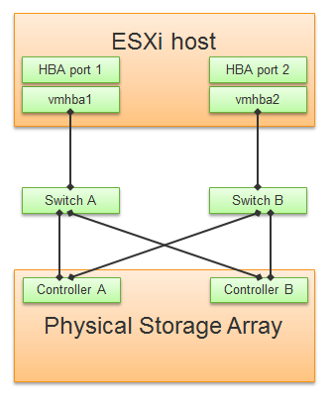 ESXi host
HBA port 1
HBA port 2
vmhba1
vmhba2
Switch A
Switch B
Controller A
Controller B
Physical Storage Array